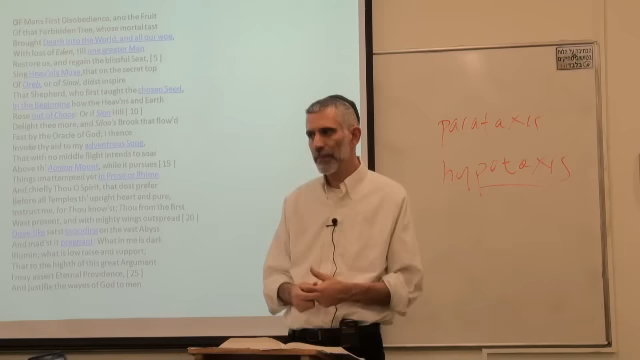 Of Mans First Disobedience, and the Fruit
Of that Forbidden Tree, whose mortal tast
Brought Death into the World, and all our woe,
With loss of Eden, till one greater Man
Restore us, and regain the blissful Seat, [ 5 ]
Sing Heav'nly Muse, that on the secret top
Of Oreb, or of Sinai, didst inspire
That Shepherd, who first taught the chosen Seed,
In the Beginning how the Heav'ns and Earth
Rose out of Chaos: Or if Sion Hill [ 10 ]
Delight thee more, and Siloa's Brook that flow'd
Fast by the Oracle of God; I thence
Invoke thy aid to my adventrous Song,
That with no middle flight intends to soar
Above th' Aonian Mount, while it pursues [ 15 ]
Things unattempted yet in Prose or Rhime.
And chiefly Thou O Spirit, that dost prefer
Before all Temples th' upright heart and pure,
Instruct me, for Thou know'st; Thou from the first
Wast present, and with mighty wings outspread [ 20 ]
Dove-like satst brooding on the vast Abyss
And mad'st it pregnant: What in me is dark
Illumin, what is low raise and support;
That to the highth of this great Argument
I may assert Eternal Providence, [ 25 ]
And justifie the wayes of God to men.
parataxis
hypotaxis